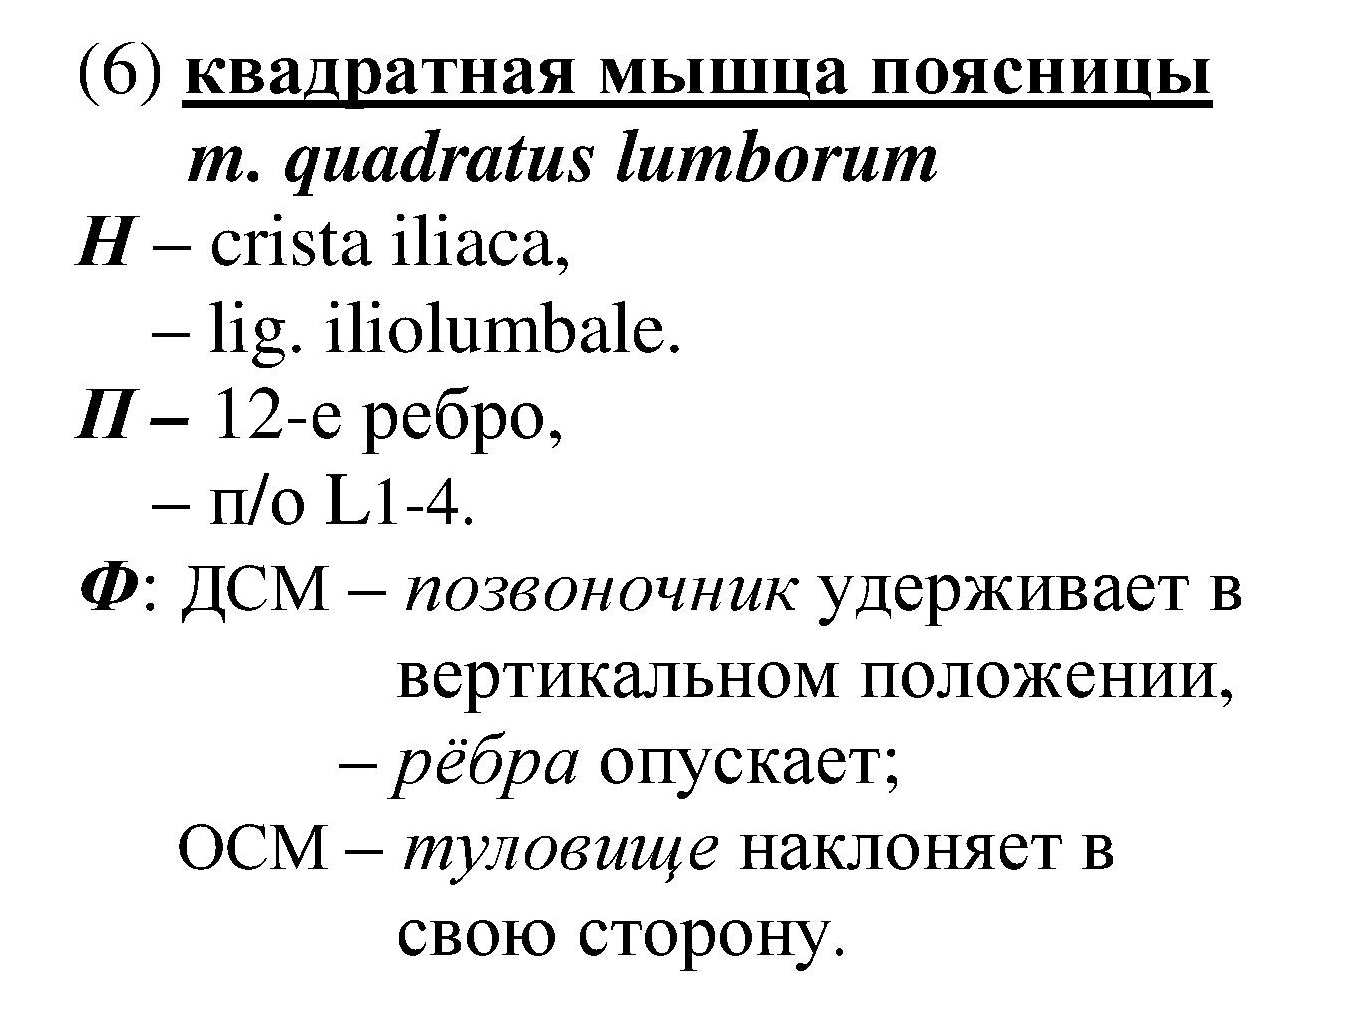 (6) квадратная мышца поясницы
m. quadratus lumborum
Н – crista iliaca,
– lig. iliolumbale.
П – 12-е ребро,
– п/о L1-4.
Ф: ДСМ – позвоночник удерживает в
вертикальном положении,
– рёбра опускает;
ОСМ – туловище наклоняет в
свою сторону.